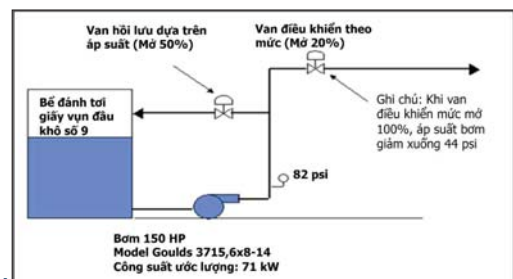 Van hồi lưu dựa trên
áp suất (Mở 50%)
Van điều khiển theo
mức (Mở 20%)
Bể đánh tơi
giấy vụn đầu
khô số 9
Ghi chú: Khi van
điều khiển mức mở
100%, áp suất bơm
giảm xuống 44 psi
82 psi
Bơm 150 HP
Model Goulds 3715,6x8-14
Công suất ước lượng: 71 kW